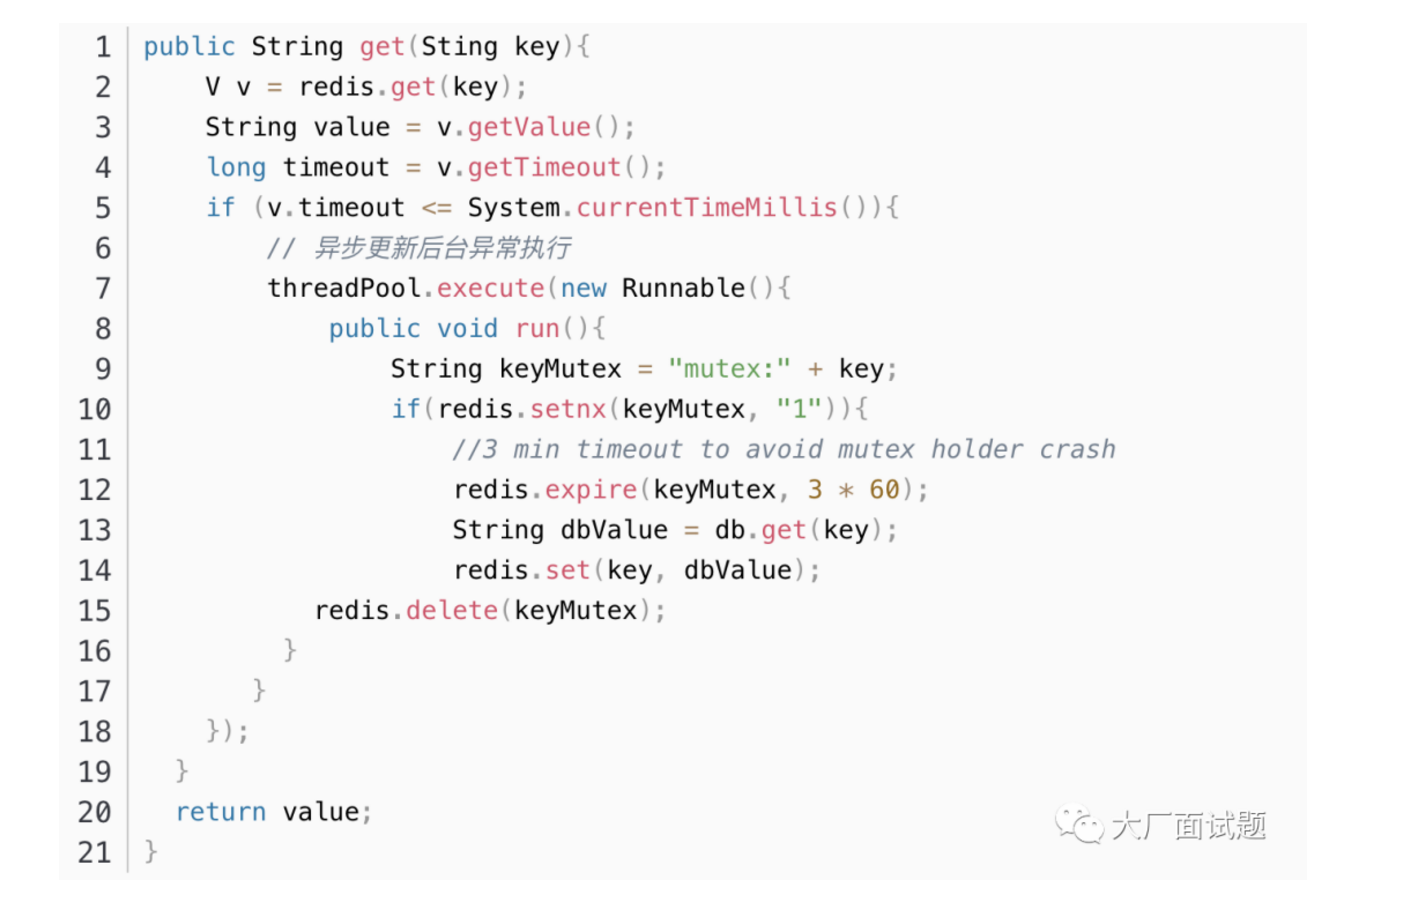 1 public String get(Sting key){
2 V v = redis.get(key);
3 String value = v.getValue();
4 long timeout = v.getTimeout();
5 if (v.timeout <= System.currentTimeMillis()){
6 // 异步更新后台异常执行
7 threadPool.execute(new Runnable(){
8 public void run(){
9 String keyMutex = "mutex:" + key;
10 if(redis.setnx(keyMutex, "1")){
11 //3 min timeout to avoid mutex holder crash
12 redis.expire(keyMutex, 3 * 60);
13 String dbValue = db.get(key);
14 redis.set(key, dbValue);
15 redis.delete(keyMutex);
16 }
17 }
18 });
19 }
20 return value;
大厂面试题
21 }